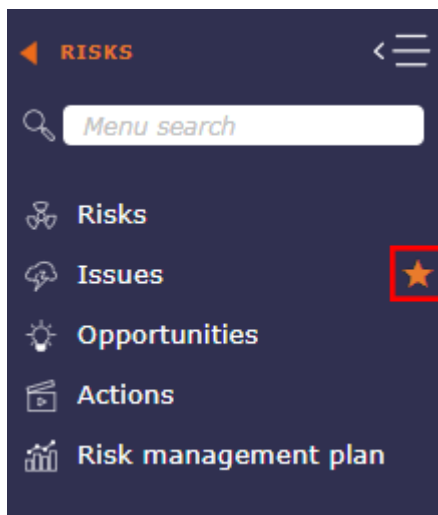 RISKS
Menu search
Risks
Issues
Opportunities
Actions
Risk management plan